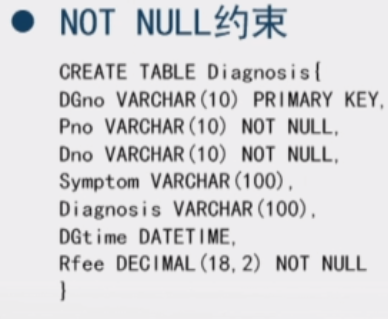 ● NOT NULL约束
CREATE TABLE Diagnosis{
DGno VARCHAR(10) PRIMARY KEY,
Pno VARCHAR(10) NOT NULL,
Dno VARCHAR(10) NOT NULL,
Symptom VARCHAR(100),
Diagnosis VARCHAR(100),
DGtime DATETIME,
Rfee DECIMAL(18,2) NOT NULL
}